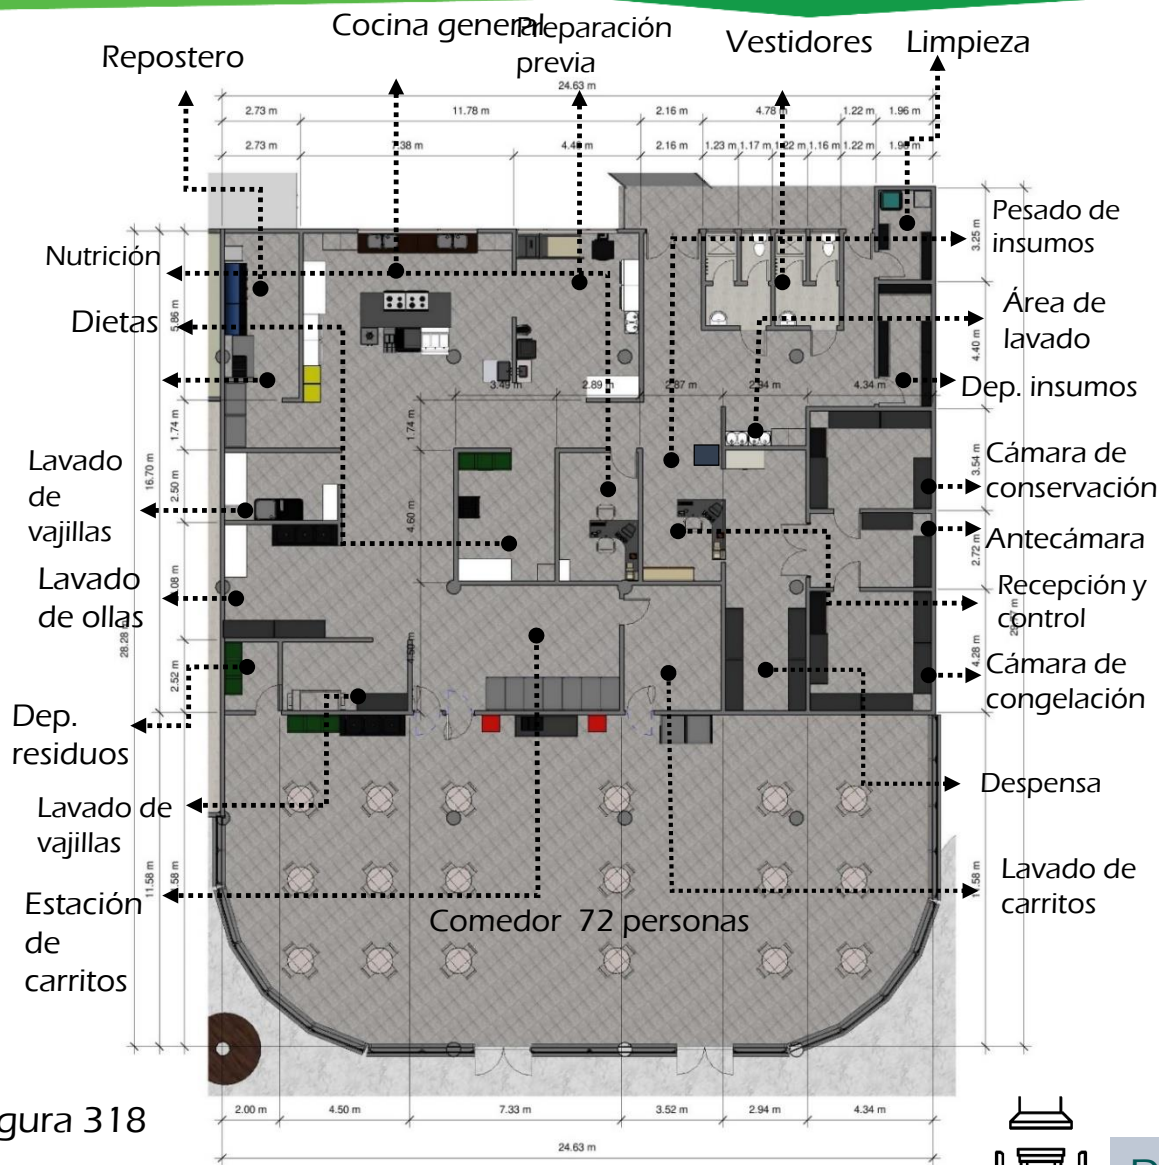 Cocina general
Preparación
previa
Vestidores
Limpieza
Repostero
24.63 m
2.73 m
11.78 m
2.16 m
4.78 m
1.22 m
1.96 m
2.73 m
7.38 m
2.16 m
1.23 m
1.17 m
1.22 m
1.16 m
1.22 m
Pesado de
insumos
3.25 m
Nutrición
Dietas
5.86 m
Área de
lavado
4.40 m
Dep. insumos
3.49 m
2.89 m
2.87 m
2.94 m
4.34 m
1.74 m
1.74 m
Lavado
de
vajillas
16.70 m
2.50 m
4.60 m
3.54 m
Cámara de
conservación
Antecámara
2.72 m
Lavado
de ollas
Recepción y
control
28.28 m
4.50 m
2.52 m
4.28 m
Cámara de
congelación
Dep.
residuos
Despensa
Lavado de
vajillas
11.58 m
Lavado de
carritos
Estación
de
carritos
Comedor 72 personas
gura 318
2.00 m
4.50 m
7.33 m
3.52 m
2.94 m
4.34 m
24.63 m